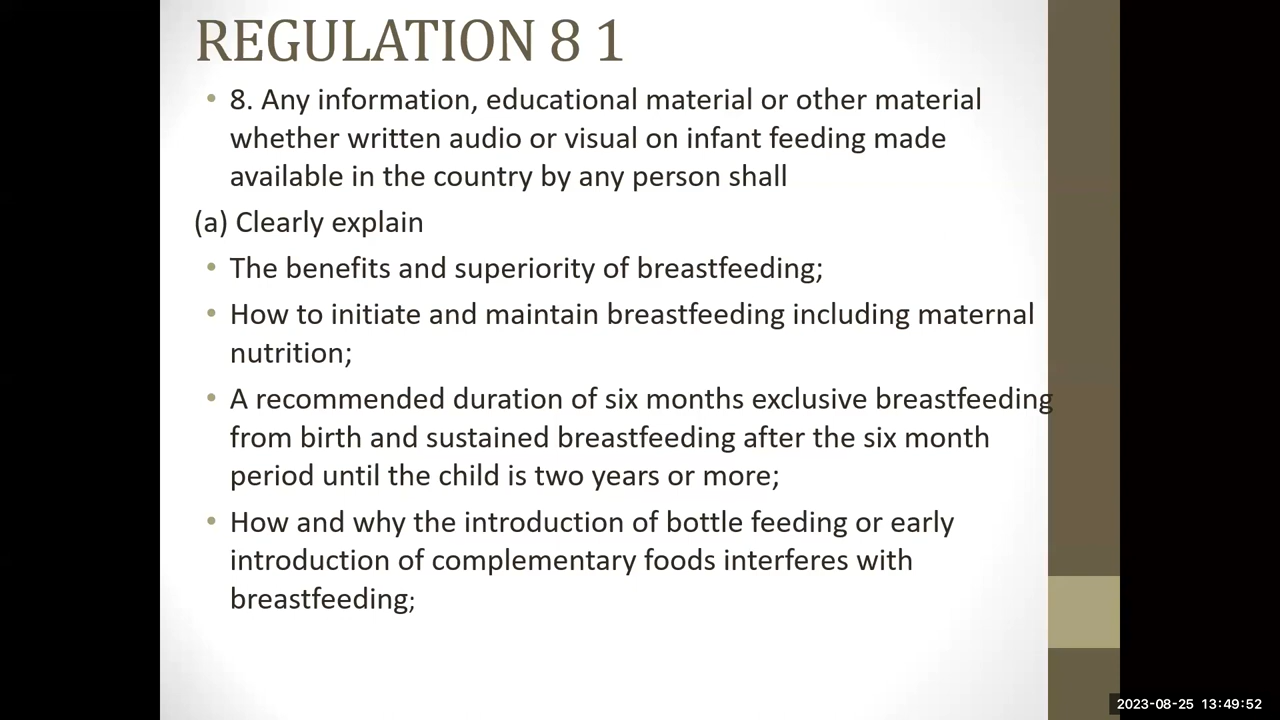 REGULATION 8 1
• 8. Any information, educational material or other material
whether written audio or visual on infant feeding made
available in the country by any person shall
(a) Clearly explain
• The benefits and superiority of breastfeeding;
• How to initiate and maintain breastfeeding including maternal
nutrition;
• A recommended duration of six months exclusive breastfeeding
from birth and sustained breastfeeding after the six month
period until the child is two years or more;
• How and why the introduction of bottle feeding or early
introduction of complementary foods interferes with
breastfeeding;
2023-08-25 13:49:52